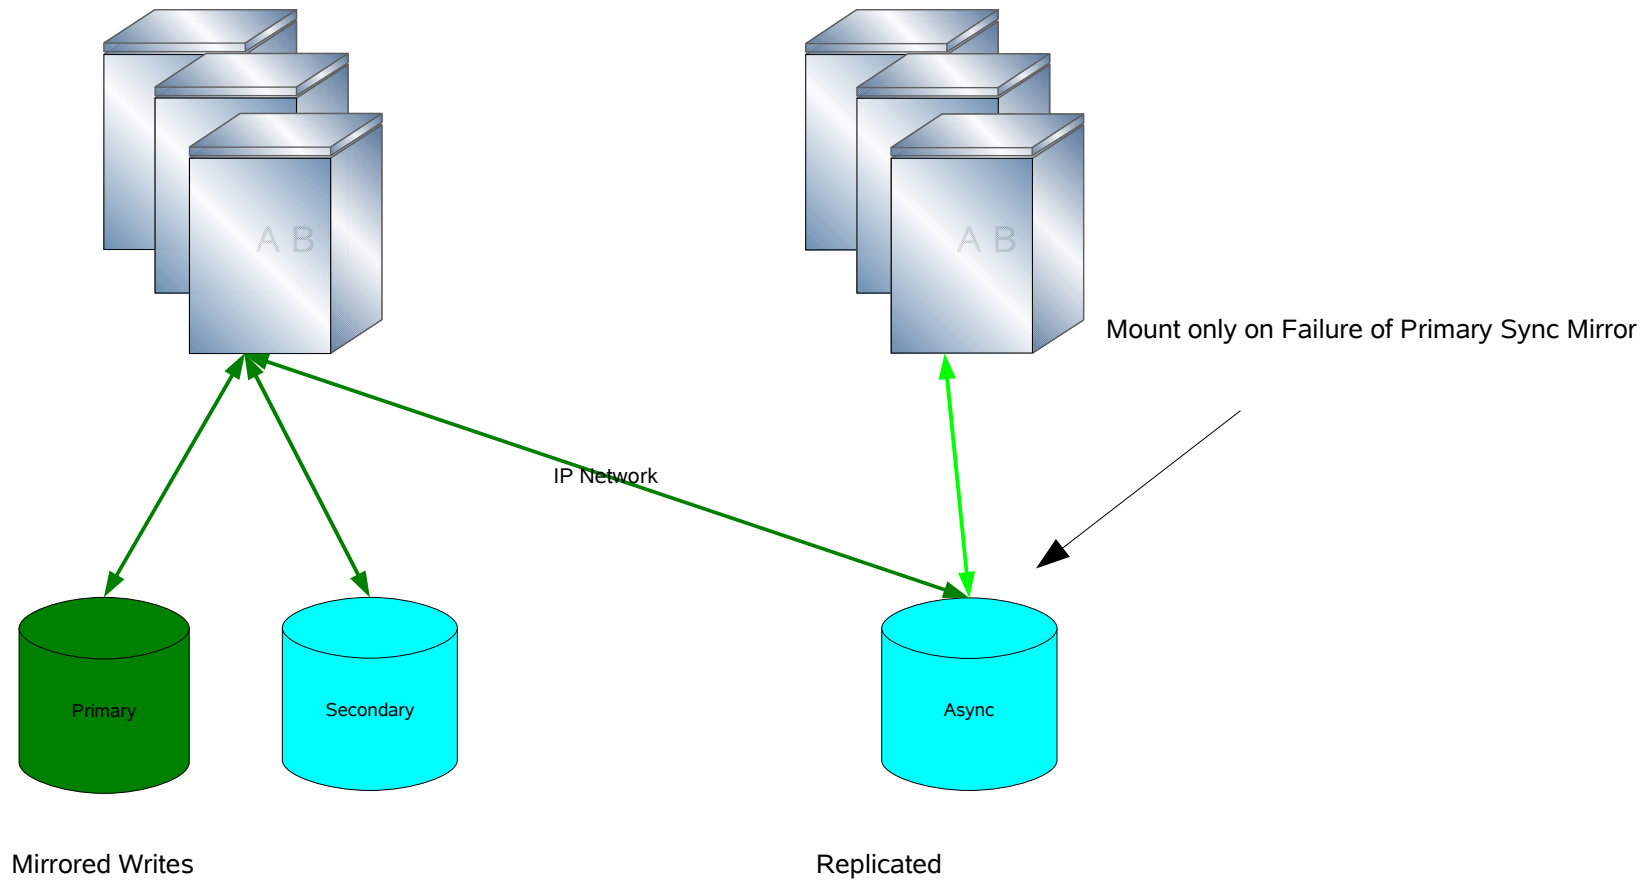 A B
A B
Mount only on Failure of Primary Sync Mirror
IP Network
Primary
Secondary
Async
Mirrored Writes
Replicated